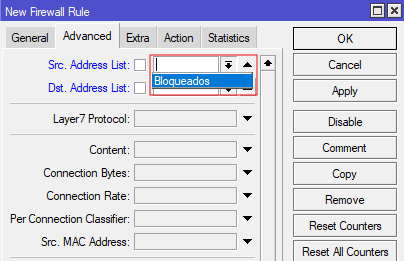 New Firewall Rule
General Advanced Extra Action Statistics
Src. Address List:
Bloqueados
Dst. Address List:
Layer7 Protocol:
Content:
Connection Bytes:
Connection Rate:
Per Connection Classifier:
Src. MAC Address:
OK
Cancel
Apply
Disable
Comment
Copy
Remove
Reset Counters
Reset All Counters